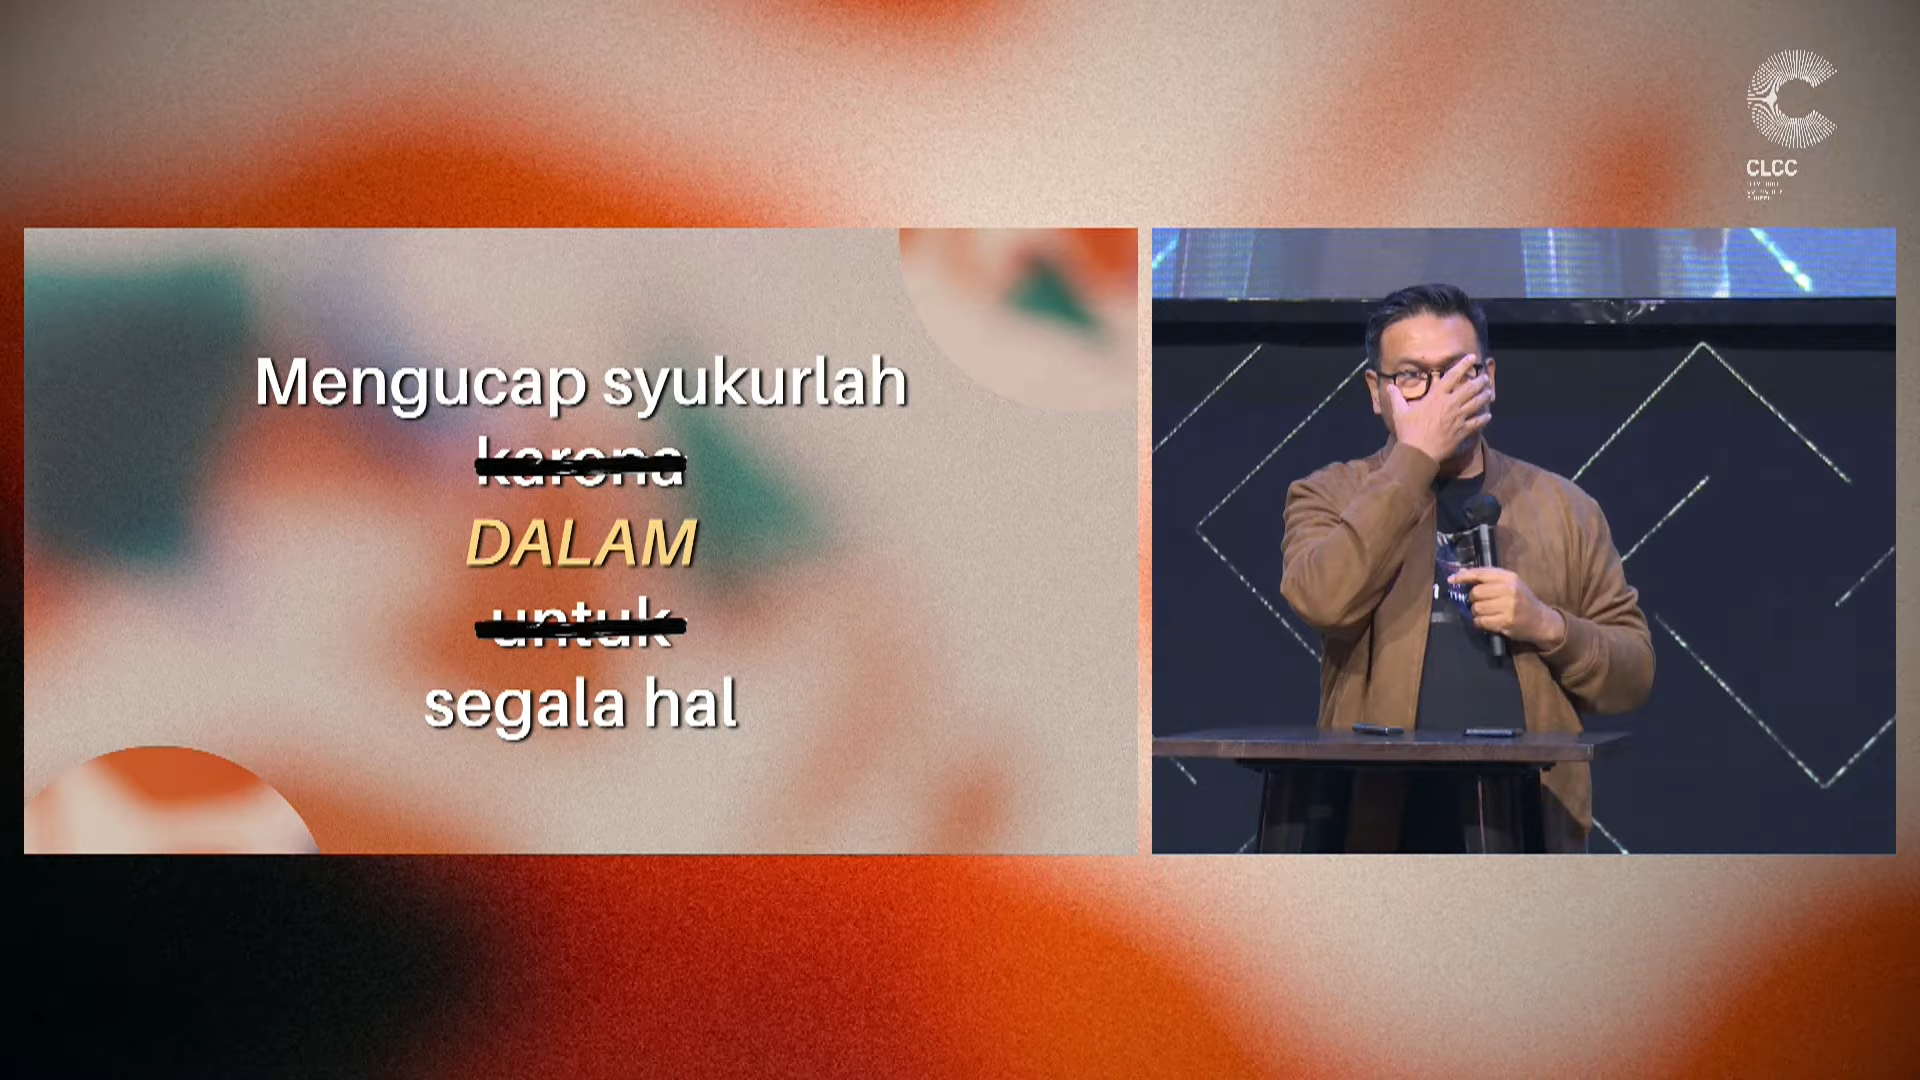 CLCC
Mengucap syukurlah
karena
DALAM
untuk
segala hal